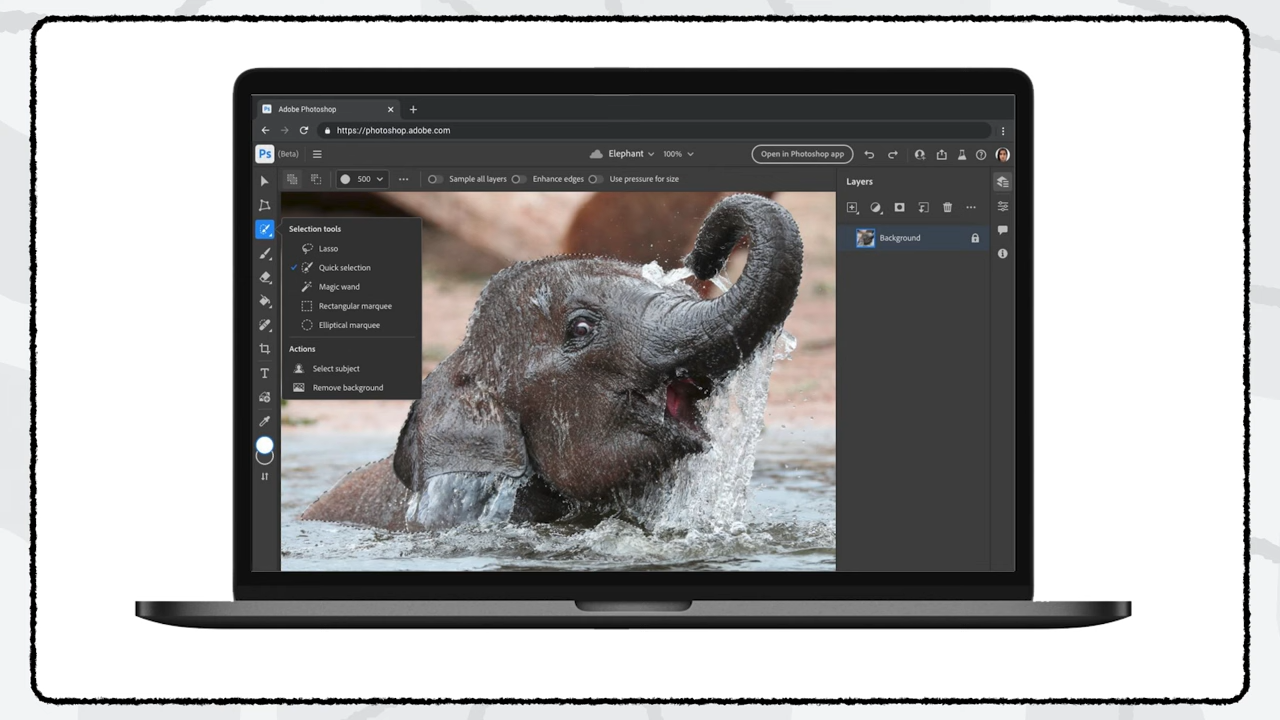 Adobe Photoshop
https://photoshop.adobe.com
Ps (Beta) Elephant 100% Open in Photoshop app
500 Sample all layers Enhance edges Use pressure for size
Layers
Background
Selection tools
Lasso
Quick selection
Magic wand
Rectangular marquee
Elliptical marquee
Actions
Select subject
Remove background